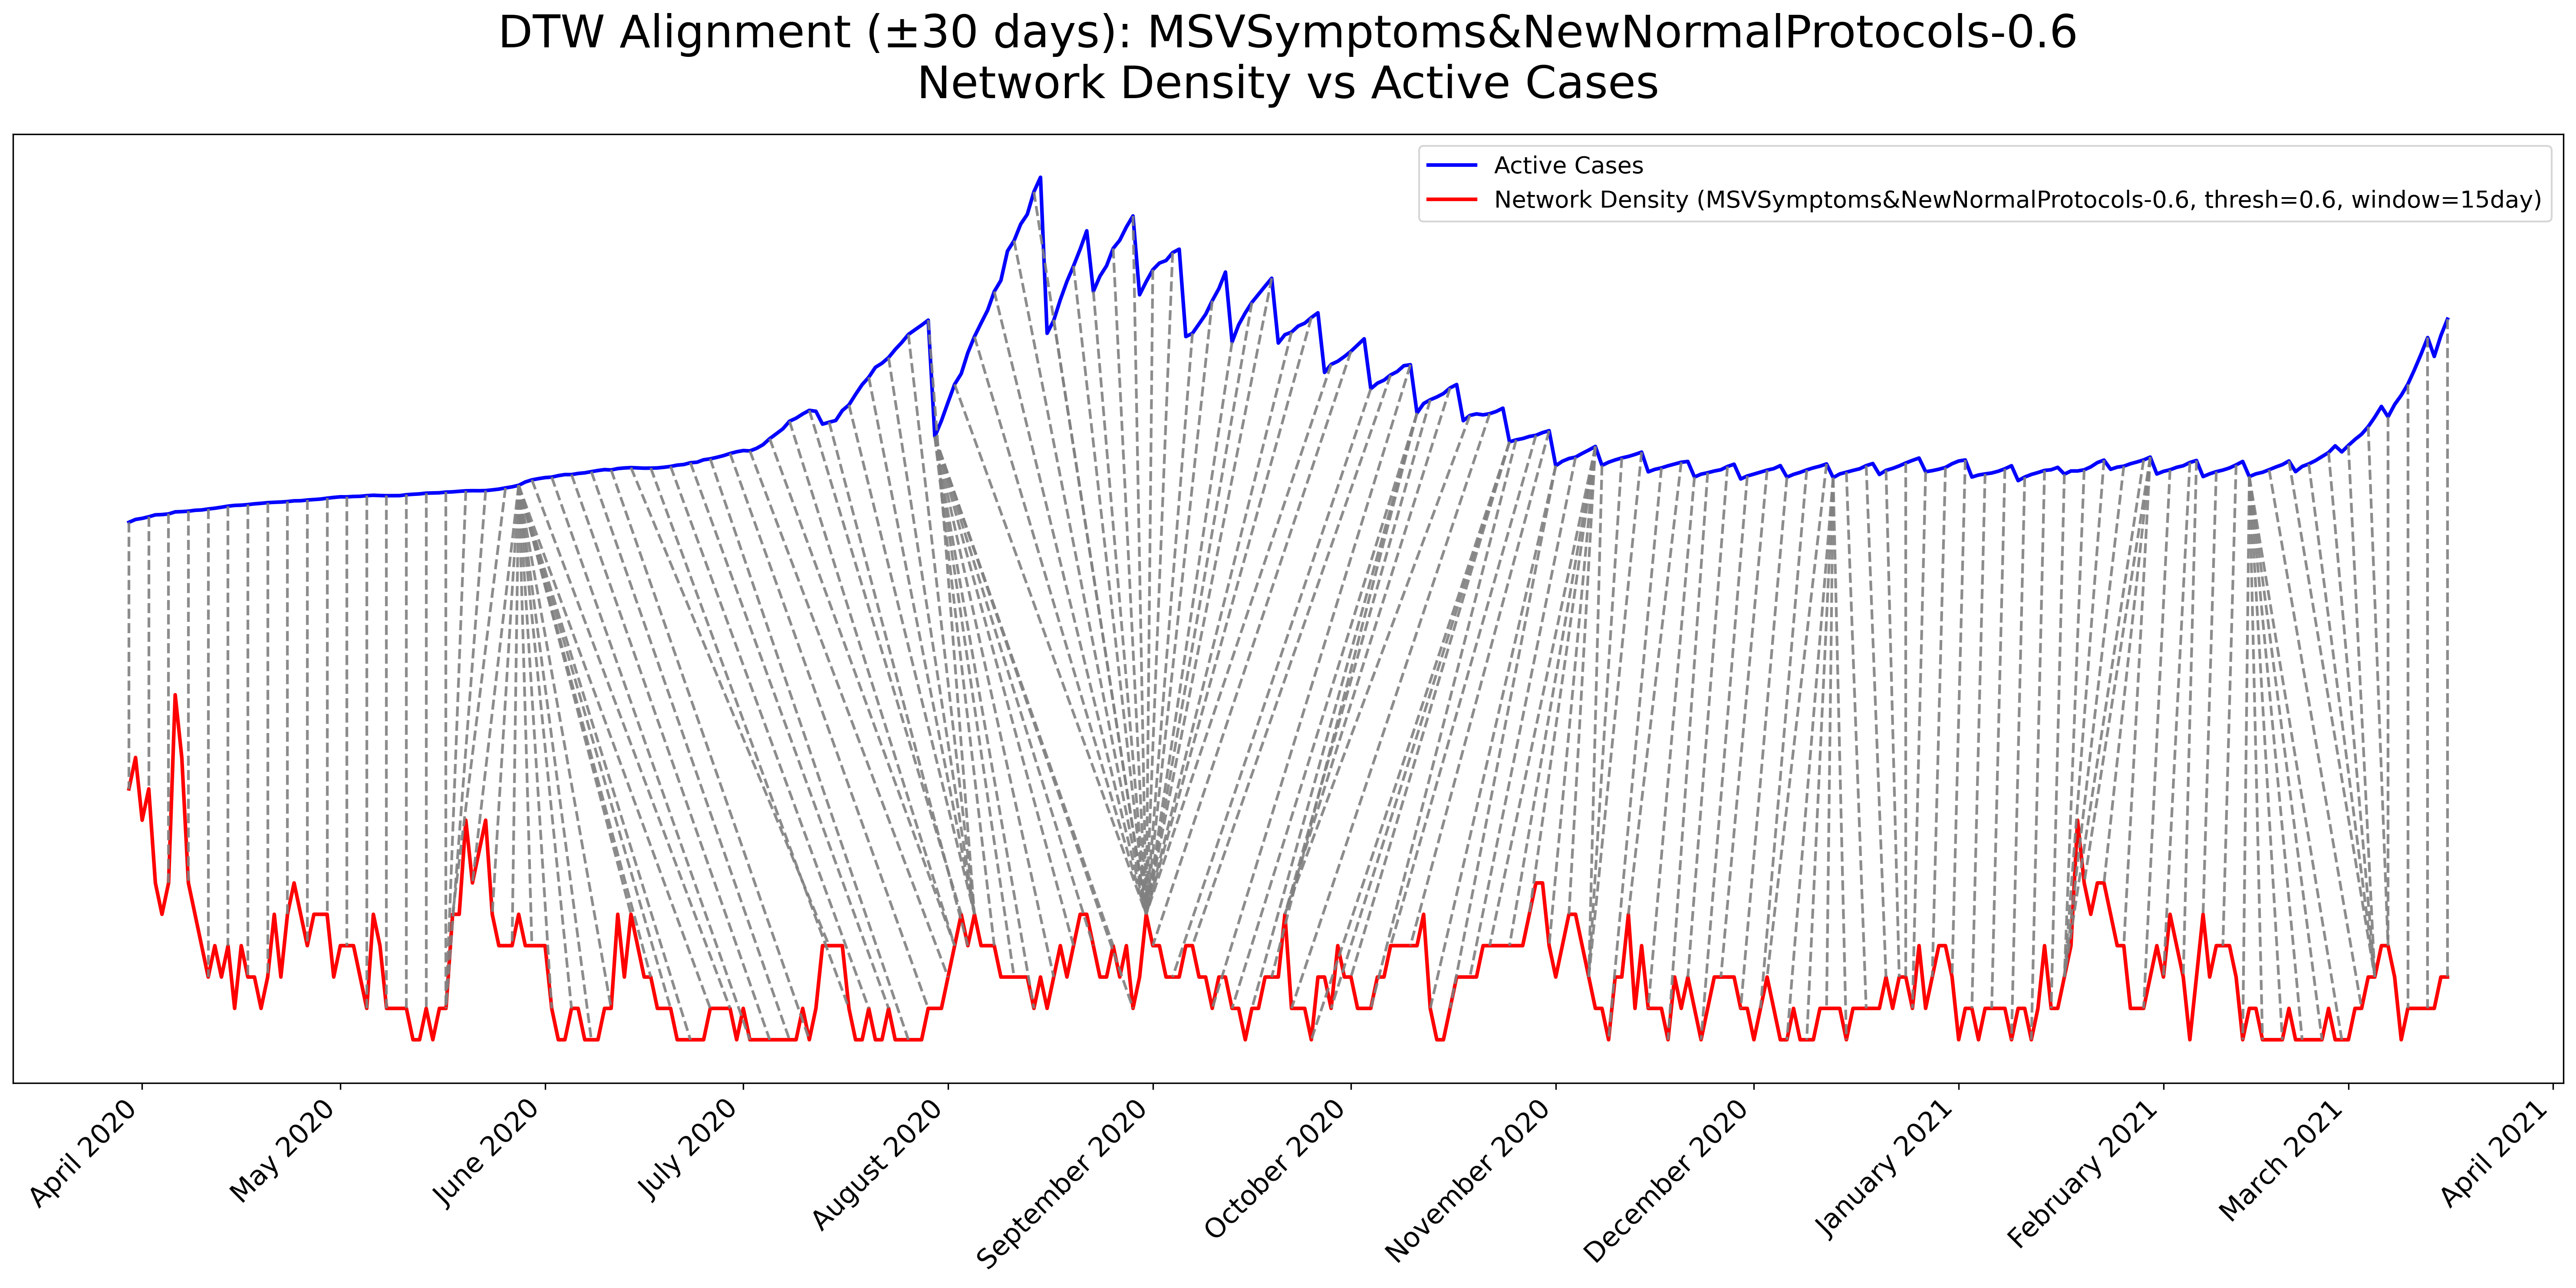 DTW Alignment (±30 days): MSVSymptoms&NewNormalProtocols-0.6
Network Density vs Active Cases
Active Cases
Network Density (MSVSymptoms&NewNormalProtocols-0.6, thresh=0.6, window=15day)
April 2020
May 2020
June 2020
July 2020
August 2020
September 2020
October 2020
November 2020
December 2020
January 2021
February 2021
March 2021
April 2021